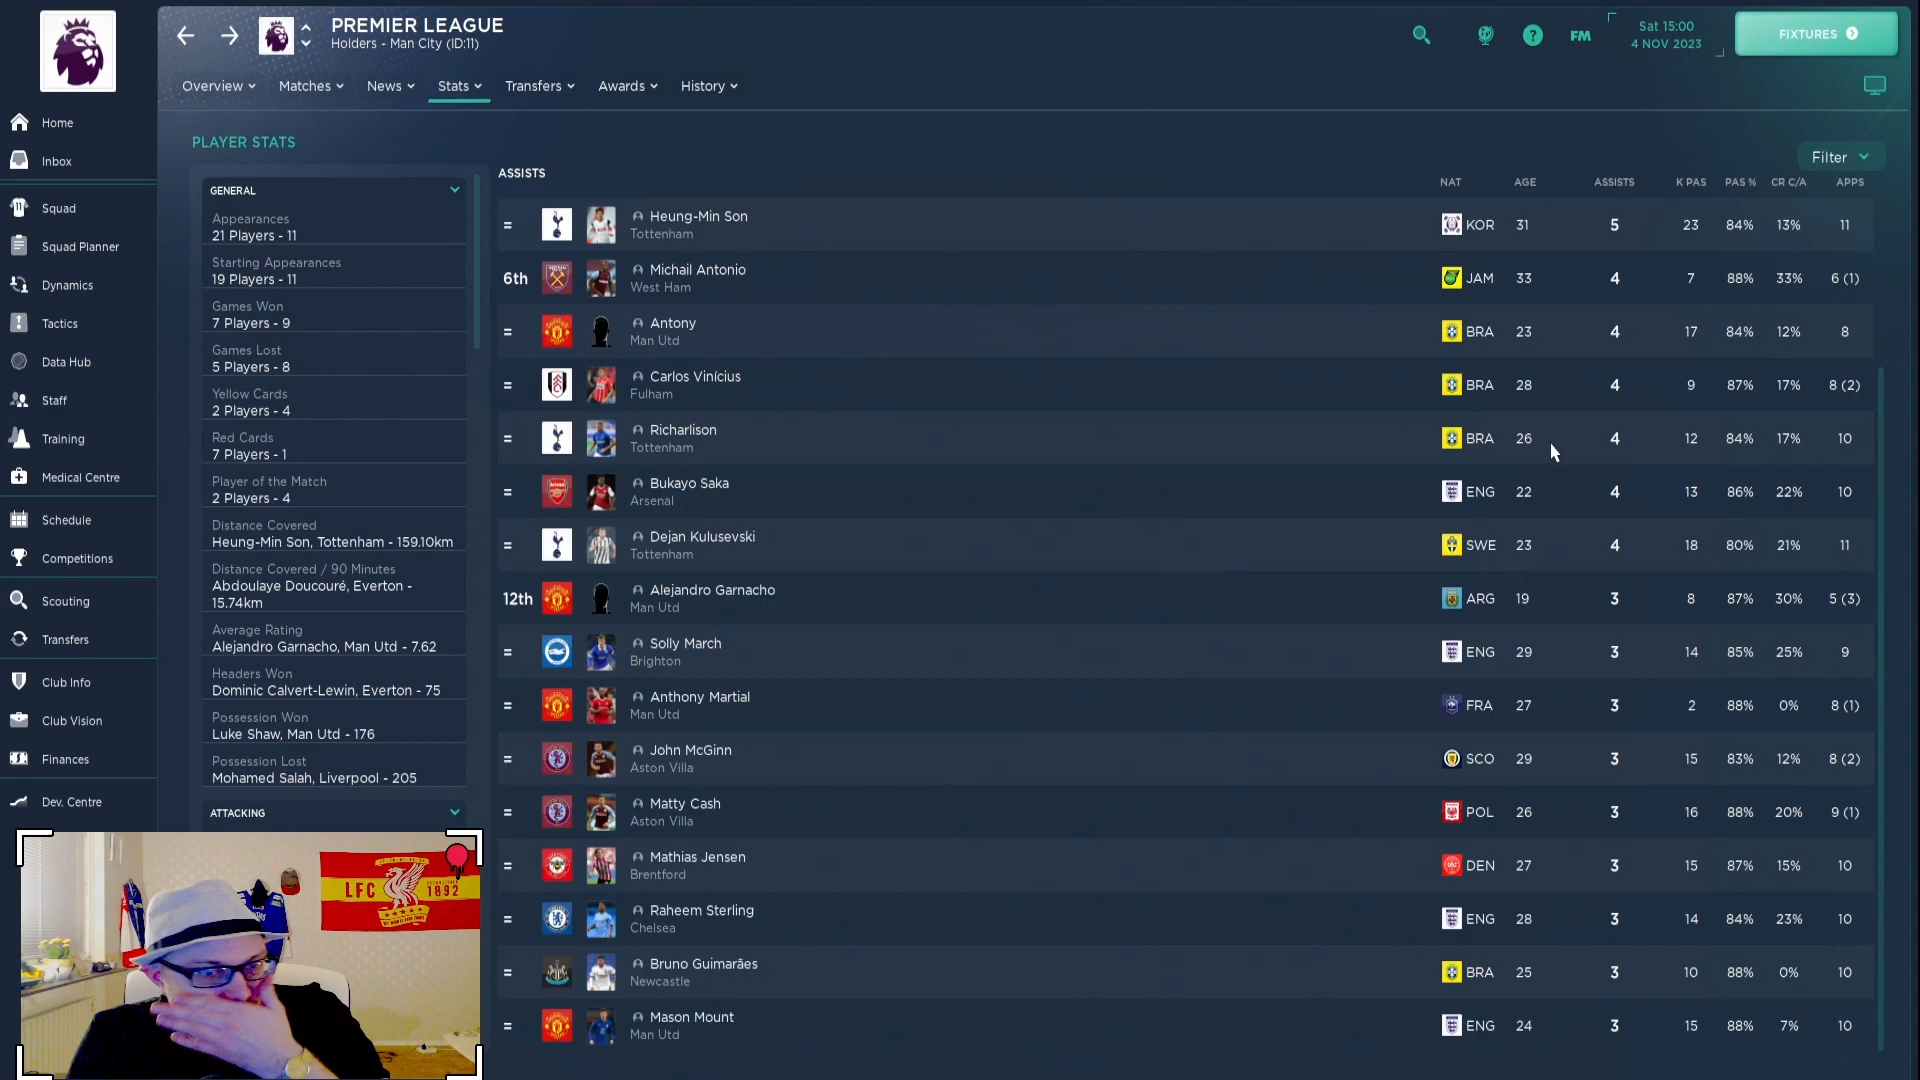 PREMIER LEAGUE
Holders - Man City (ID:11)
FM
Sat 15:00
4 NOV 2023
FIXTURES
Overview
Matches
News
Stats
Transfers
Awards
History
Home
Inbox
Squad
Squad Planner
Dynamics
Tactics
Data Hub
Staff
Training
Medical Centre
Schedule
Competitions
Scouting
Transfers
Club Info
Club Vision
Finances
Dev. Centre
PLAYER STATS
Filter
GENERAL
Appearances
21 Players - 11
Starting Appearances
19 Players - 11
Games Won
7 Players - 9
Games Lost
5 Players - 8
Yellow Cards
2 Players - 4
Red Cards
7 Players - 1
Player of the Match
2 Players - 4
Distance Covered
Heung-Min Son, Tottenham - 159.10km
Distance Covered / 90 Minutes
Abdoulaye Doucouré, Everton -
15.74km
Average Rating
Alejandro Garnacho, Man Utd - 7.62
Headers Won
Dominic Calvert-Lewin, Everton - 75
Possession Won
Luke Shaw, Man Utd - 176
Possession Lost
Mohamed Salah, Liverpool - 205
ATTACKING
ASSISTS
NAT AGE ASSISTS K PAS PAS % CR C/A APPS
= Heung-Min Son KOR 31 5 23 84% 13% 11
Tottenham
6th Michail Antonio JAM 33 4 7 88% 33% 6 (1)
West Ham
= Antony BRA 23 4 17 84% 12% 8
Man Utd
= Carlos Vinícius BRA 28 4 9 87% 17% 8 (2)
Fulham
= Richarlison BRA 26 4 12 84% 17% 10
Tottenham
= Bukayo Saka ENG 22 4 13 86% 22% 10
Arsenal
= Dejan Kulusevski SWE 23 4 18 80% 21% 11
Tottenham
12th Alejandro Garnacho ARG 19 3 8 87% 30% 5 (3)
Man Utd
= Solly March ENG 29 3 14 85% 25% 9
Brighton
= Anthony Martial FRA 27 3 2 88% 0% 8 (1)
Man Utd
= John McGinn SCO 29 3 15 83% 12% 8 (2)
Aston Villa
= Matty Cash POL 26 3 16 88% 20% 9 (1)
Aston Villa
= Mathias Jensen DEN 27 3 15 87% 15% 10
Brentford
= Raheem Sterling ENG 28 3 14 84% 23% 10
Chelsea
= Bruno Guimarães BRA 25 3 10 88% 0% 10
Newcastle
= Mason Mount ENG 24 3 15 88% 7% 10
Man Utd
LFC 1892